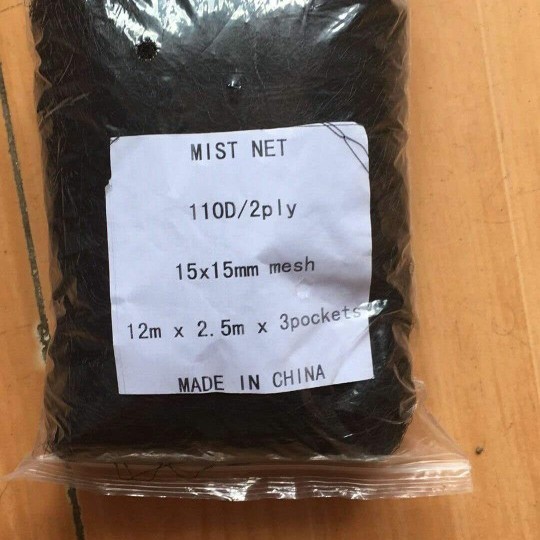 MIST NET
110D/2ply
15x15mm mesh
12m x 2.5m x 3pockets
MADE IN CHINA